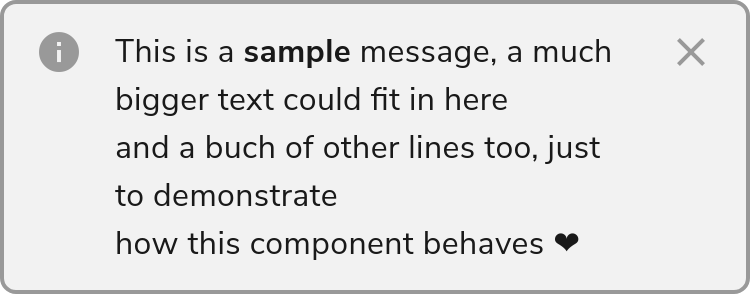 This is a sample message, a much
bigger text could fit in here
and a buch of other lines too, just
to demonstrate
how this component behaves ❤